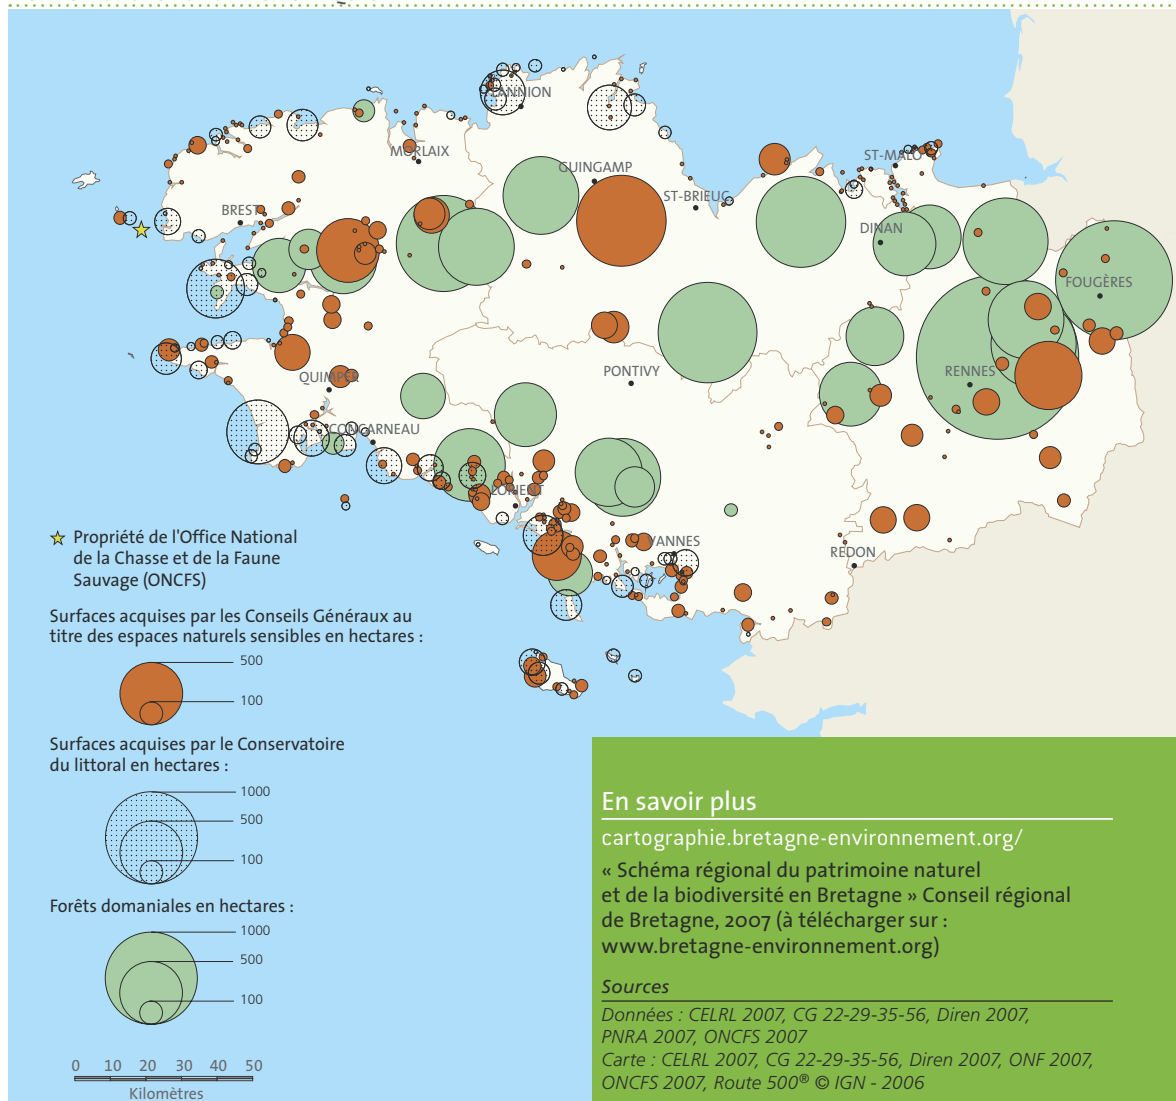 LANNION
MORLAIX
GUINGAMP
ST-MALO
ST-BRIEUC
BREST
DINAN
FOUGÈRES
QUIMPER
PONTIVY
RENNES
CONCARNEAU
LORIENT
VANNES
REDON
Propriété de l'Office National
de la Chasse et de la Faune
Sauvage (ONCFS)
Surfaces acquises par les Conseils Généraux au
titre des espaces naturels sensibles en hectares :
500
100
Surfaces acquises par le Conservatoire
du littoral en hectares :
1000
500
100
Forêts domaniales en hectares :
1000
500
100
0 10 20 30 40 50
Kilomètres
En savoir plus
cartographie.bretagne-environnement.org/
« Schéma régional du patrimoine naturel
et de la biodiversité en Bretagne » Conseil régional
de Bretagne, 2007 (à télécharger sur :
www.bretagne-environnement.org)
Sources
Données : CELRL 2007, CG 22-29-35-56, Diren 2007,
PNRA 2007, ONCFS 2007
Carte : CELRL 2007, CG 22-29-35-56, Diren 2007, ONF 2007,
ONCFS 2007, Route 500® © IGN - 2006